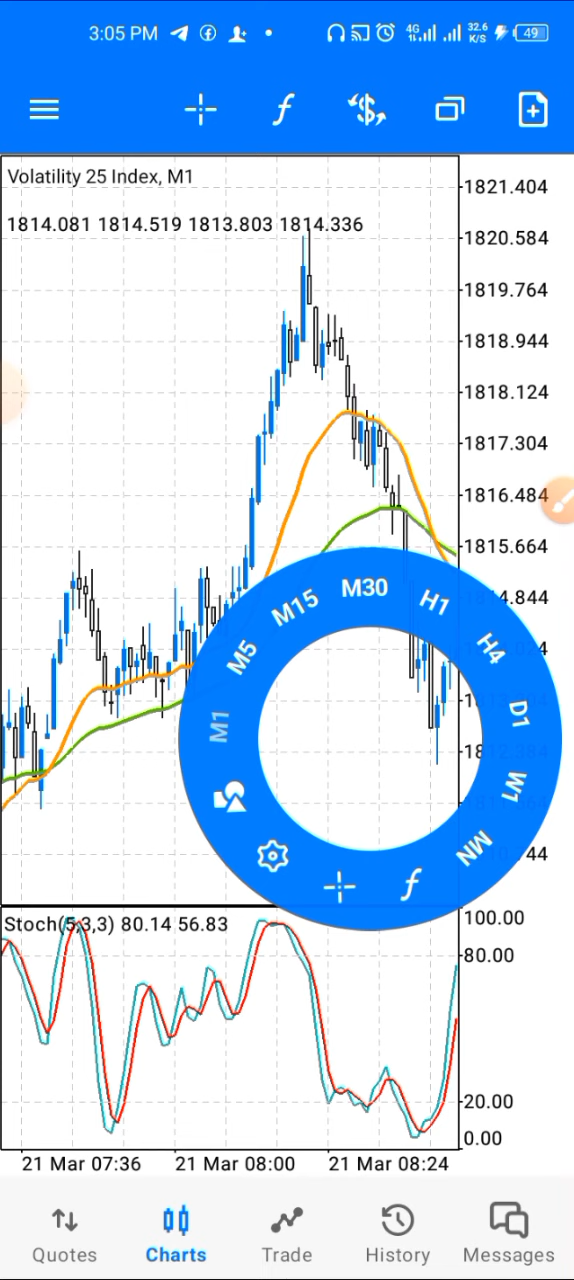 3:05 PM 4G 32.6 K/S 49
Volatility 25 Index, M1
1814.081 1814.519 1813.803 1814.336
1821.404
1820.584
1819.764
1818.944
1818.124
1817.304
1816.484
1815.664
M1
M5
M15
M30
H1
H4
D1
W1
MN
Stoch(5,3,3) 80.14 56.83
100.00
80.00
20.00
0.00
21 Mar 07:36 21 Mar 08:00 21 Mar 08:24
Quotes Charts Trade History Messages